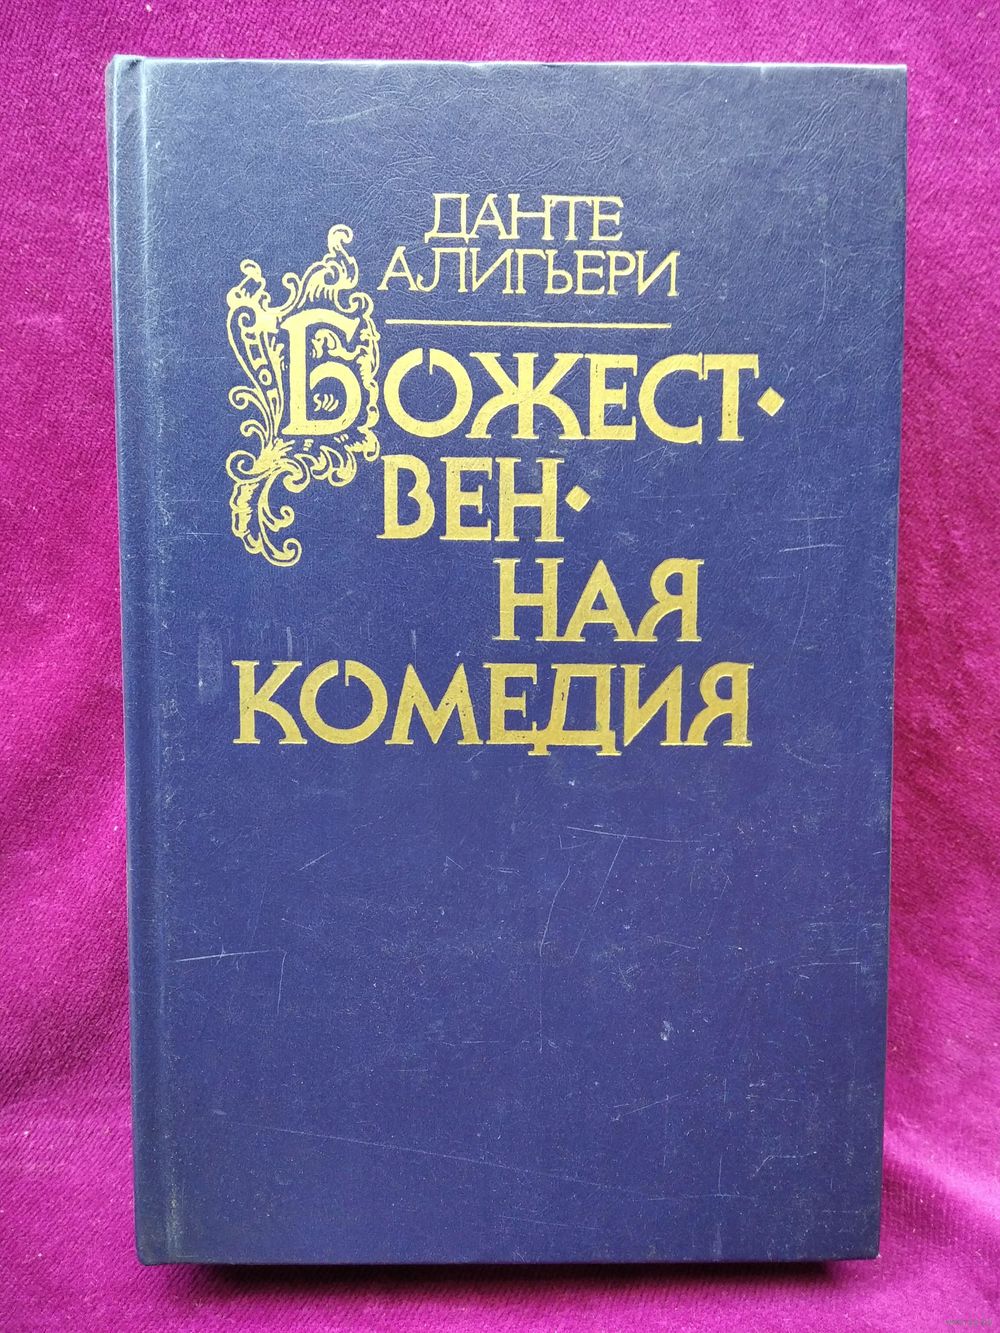 ДАНТЕ
АЛИГЬЕРИ
БОЖЕСТ·
ВЕН·
НАЯ
КОМЕДИЯ